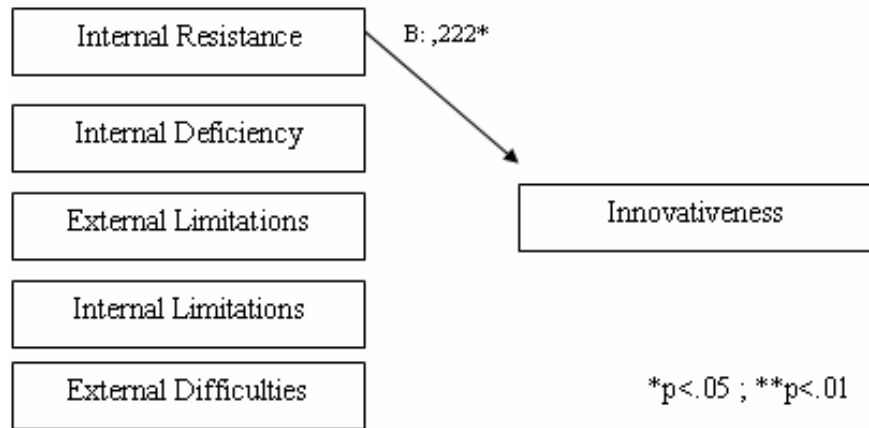 Internal Resistance
B: ,222*
Internal Deficiency
External Limitations
Innovativeness
Internal Limitations
External Difficulties
*p<.05 ; **p<.01